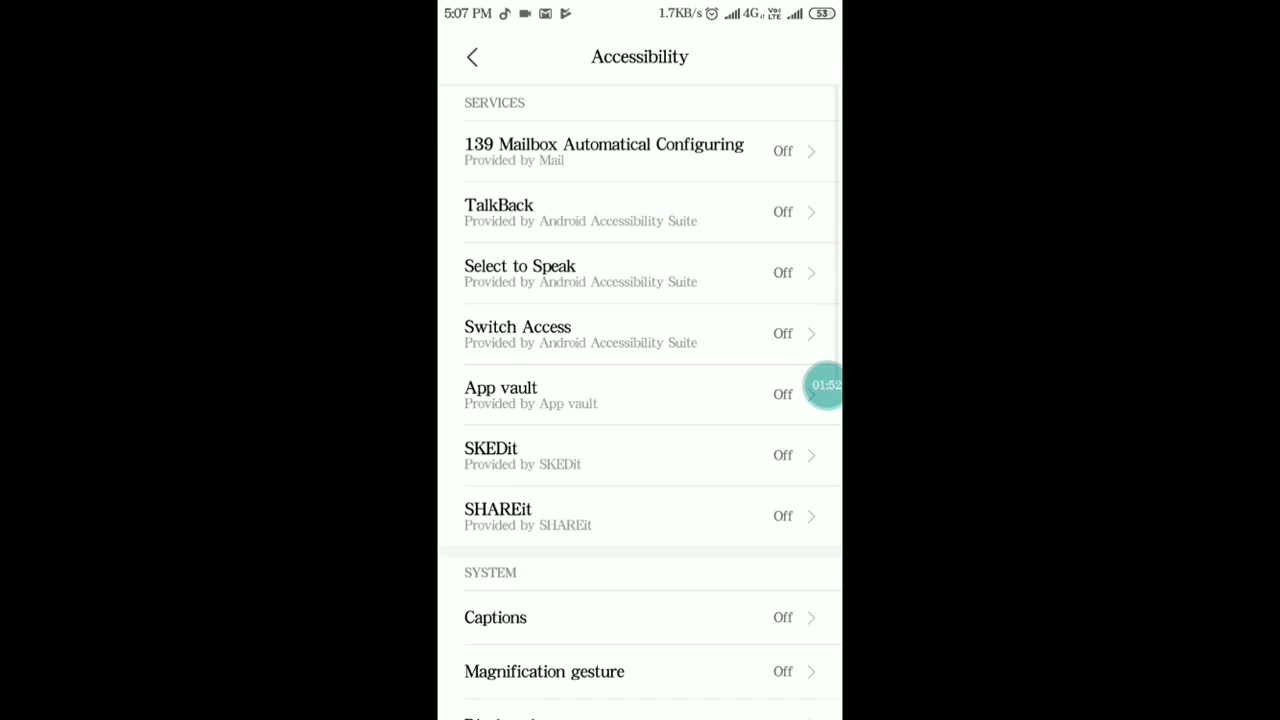 5:07 PM 1.7KB/s 4G Vo) LTE 53
Accessibility
SERVICES
139 Mailbox Automatical Configuring
Provided by Mail
Off
TalkBack
Provided by Android Accessibility Suite
Off
Select to Speak
Provided by Android Accessibility Suite
Off
Switch Access
Provided by Android Accessibility Suite
Off
App vault
Provided by App vault
Off
01:52
SKEDit
Provided by SKEDit
Off
SHAREit
Provided by SHAREit
Off
SYSTEM
Captions
Off
Magnification gesture
Off